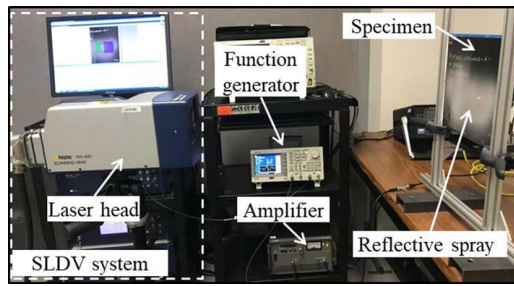 Specimen
Function
generator
Laser head
Amplifier
SLDV system
Reflective spray